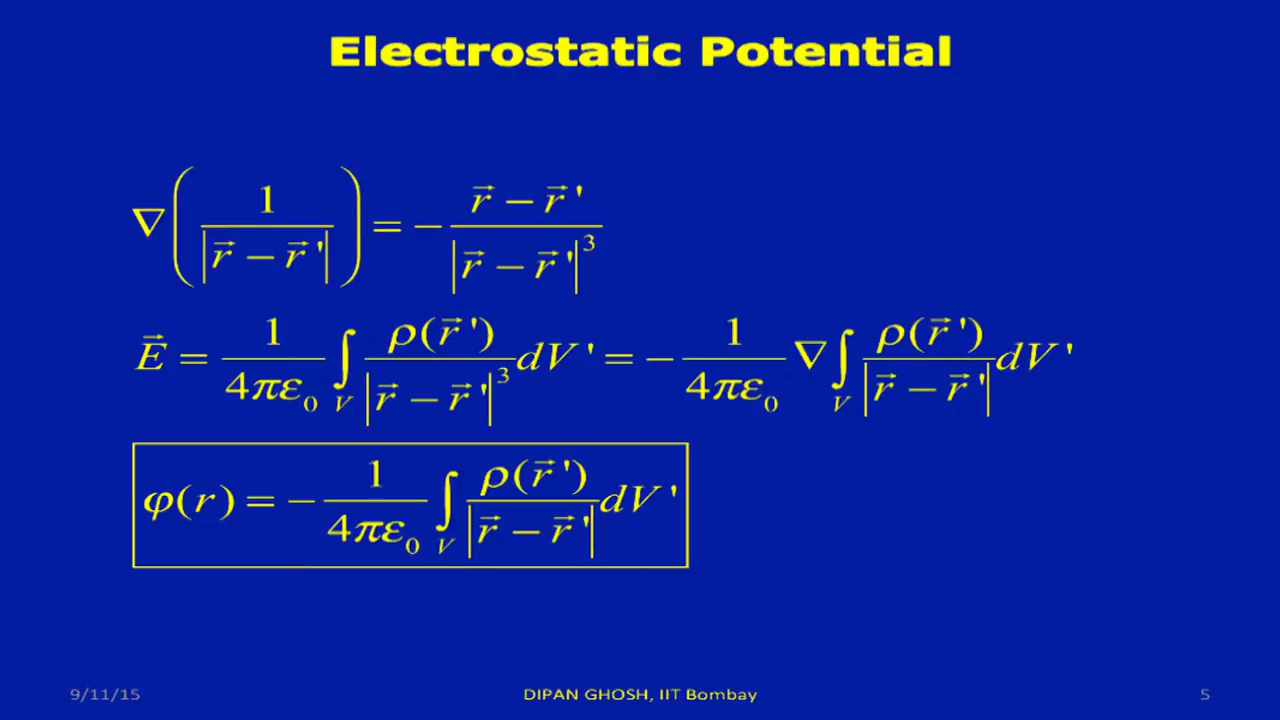 Electrostatic Potential
∇(1/|r⃗ − r⃗'|) = − (r⃗ − r⃗')/|r⃗ − r⃗'|³
E⃗ = 1/(4πε₀) ∫_V ρ(r⃗')/|r⃗ − r⃗'|³ dV' = − 1/(4πε₀) ∇∫_V ρ(r⃗')/|r⃗ − r⃗'| dV'
φ(r) = − 1/(4πε₀) ∫_V ρ(r⃗')/|r⃗ − r⃗'| dV'
9/11/15 DIPAN GHOSH, IIT Bombay 5